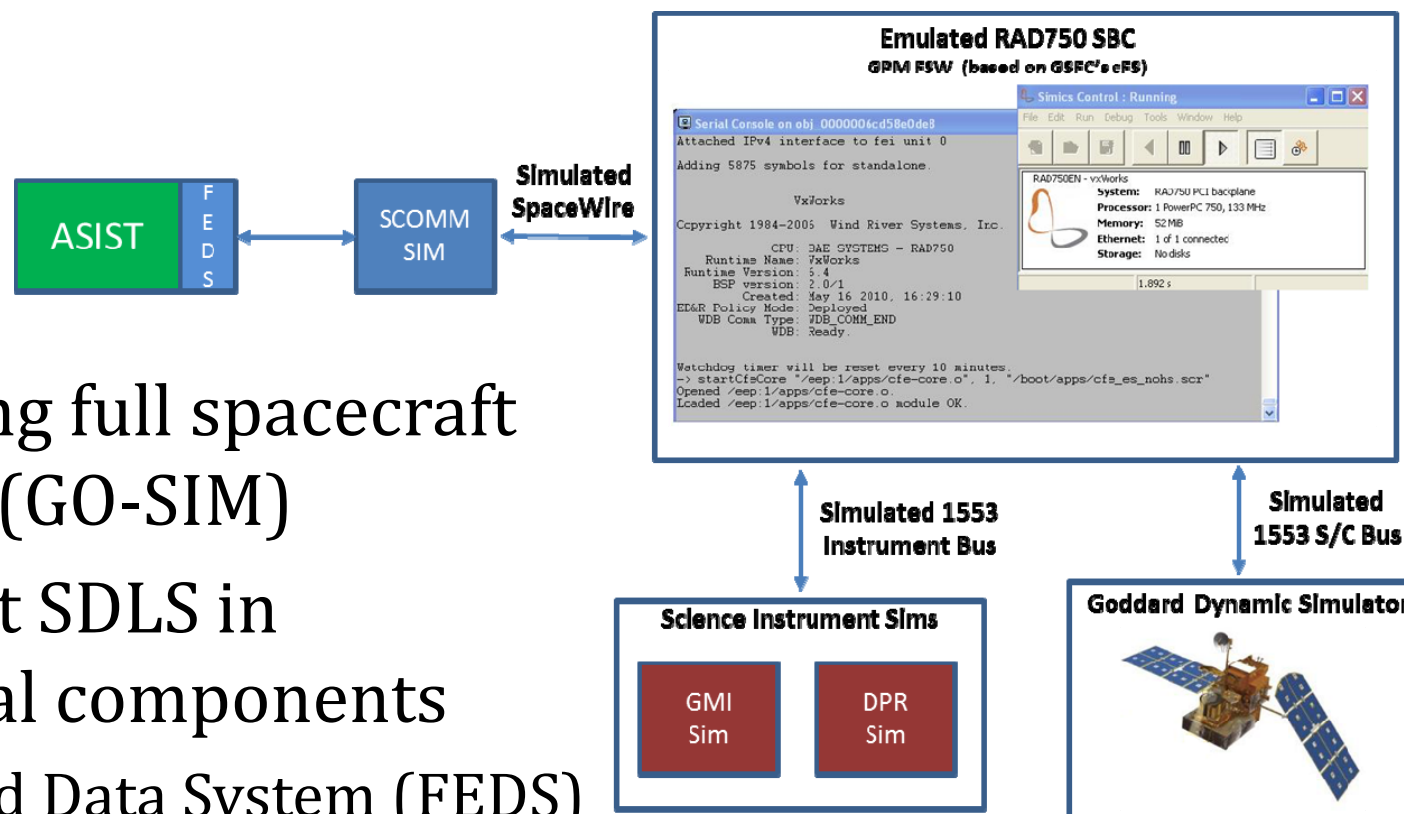 Emulated RAD750 SBC
GPM FSW (based on GSFC's cFS)
Simics Control : Running
File Edit Run Debug Tools Window Help
RAD750EN - vxWorks
System: RAD750 PCI backplane
Processor: 1 PowerPC 750, 133 MHz
Memory: 52 MiB
Ethernet: 1 of 1 connected
Storage: No disks
1.892 s
Serial Console on obj_0000006cd58e0de8
Attached IPv4 interface to fei unit 0
Adding 5875 symbols for standalone.
VxWorks
Copyright 1984-2005 Wind River Systems, Inc.
CPU: BAE SYSTEMS - RAD750
Runtime Name: VxWorks
Runtime Version: 6.4
BSP version: 2.0/1
Created: May 16 2010, 16:29:10
ED&R Policy Mode: Deployed
WDB Comm Type: WDB_COMM_END
WDB: Ready.
Watchdog timer will be reset every 10 minutes.
-> startCfeCore "/eep:1/apps/cfe-core.o", 1, "/boot/apps/cfe_es_nohs.scr"
Opened /eep:1/apps/cfe-core.o.
Loaded /eep:1/apps/cfe-core.o module OK.
ASIST
FEDS
SCOMM
SIM
Simulated
SpaceWire
ng full spacecraft
(GO-SIM)
t SDLS in
al components
d Data System (FEDS)
Simulated 1553
Instrument Bus
Simulated
1553 S/C Bus
Science Instrument Sims
GMI
Sim
DPR
Sim
Goddard Dynamic Simulator